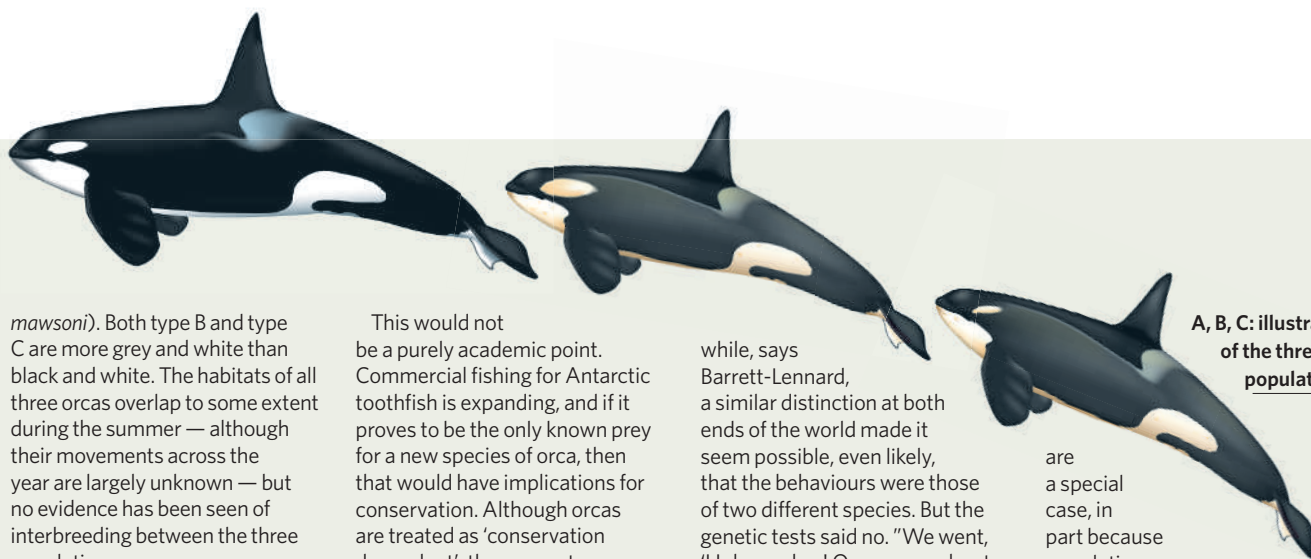 mawsoni). Both type B and type
C are more grey and white than
black and white. The habitats of all
three orcas overlap to some extent
during the summer — although
their movements across the
year are largely unknown — but
no evidence has been seen of
interbreeding between the three
This would not
be a purely academic point.
Commercial fishing for Antarctic
toothfish is expanding, and if it
proves to be the only known prey
for a new species of orca, then
that would have implications for
conservation. Although orcas
are treated as ‘conservation
while, says
Barrett-Lennard,
a similar distinction at both
ends of the world made it
seem possible, even likely,
that the behaviours were those
of two different species. But the
genetic tests said no. "We went,
are
a special
case, in
part because
A, B, C:
of the